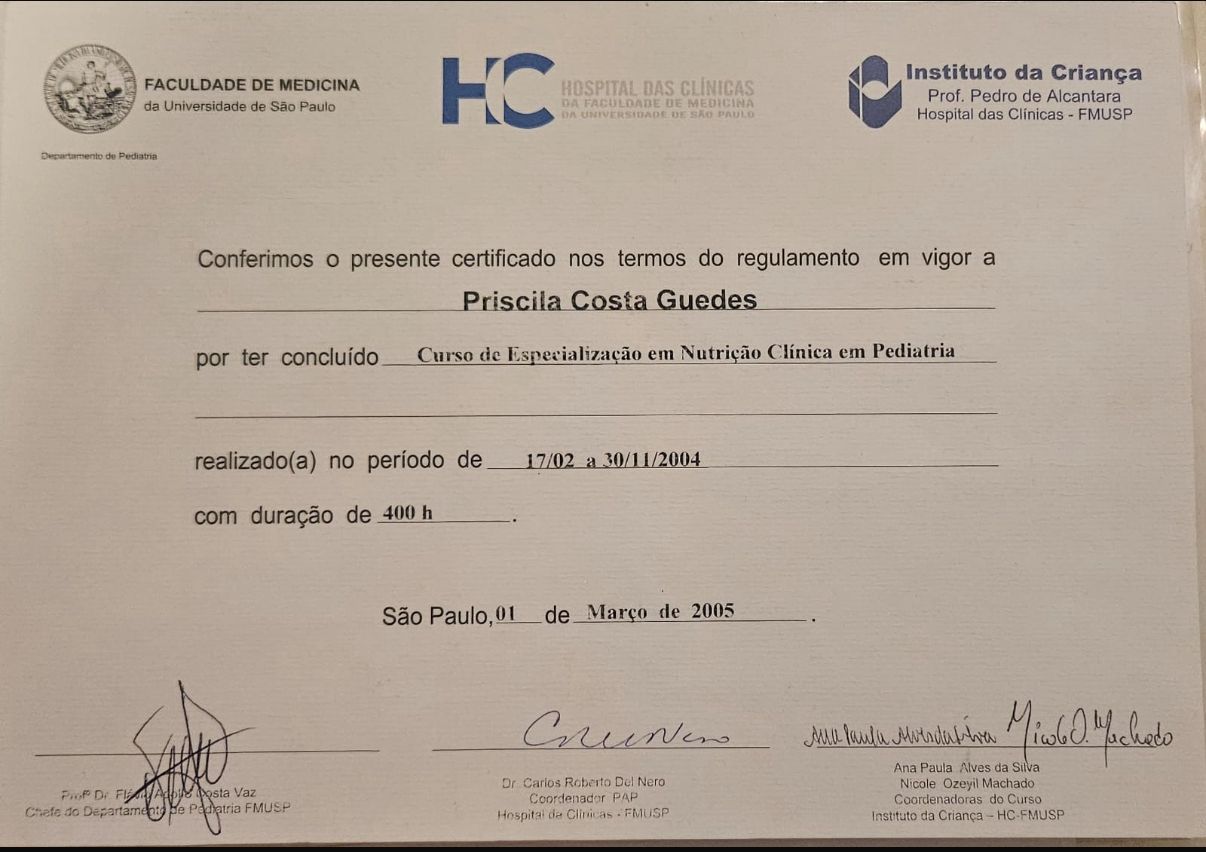 FACULDADE DE MEDICINA
da Universidade de São Paulo
Departamento de Pediatria
HC
HOSPITAL DAS CLÍNICAS
DA FACULDADE DE MEDICINA
DA UNIVERSIDADE DE SÃO PAULO
Instituto da Criança
Prof. Pedro de Alcantara
Hospital das Clínicas - FMUSP
Conferimos o presente certificado nos termos do regulamento em vigor a
Priscila Costa Guedes
por ter concluído Curso de Especialização em Nutrição Clínica em Pediatria
realizado(a) no período de 17/02 a 30/11/2004
com duração de 400 h.
São Paulo, 01 de Março de 2005.
Profº Dr. Costa Vaz
Chefe do Departamento de Pediatria FMUSP
Dr. Carlos Roberto Del Nero
Coordenador PAP
Hospital da Clínicas - FMUSP
Ana Paula Alves da Silva
Nicole Ozeyil Machado
Coordenadoras do Curso
Instituto da Criança – HC-FMUSP